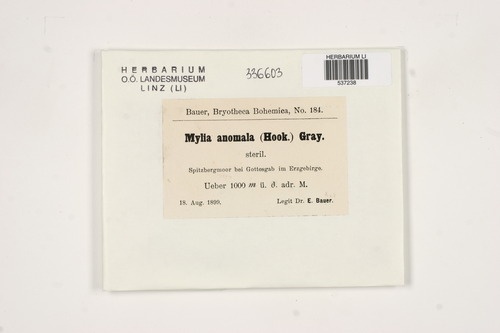 HERBARIUM
O.Ö. LANDESMUSEUM
LINZ (LI)
336603
HERBARIUM LI
537238
Bauer, Bryotheca Bohemica, No. 184.
Mylia anomala (Hook.) Gray.
steril.
Spitzbergmoor bei Gottesgab im Erzgebirge.
Ueber 1000 m ü. d. adr. M.
18. Aug. 1899. Legit Dr. E. Bauer.